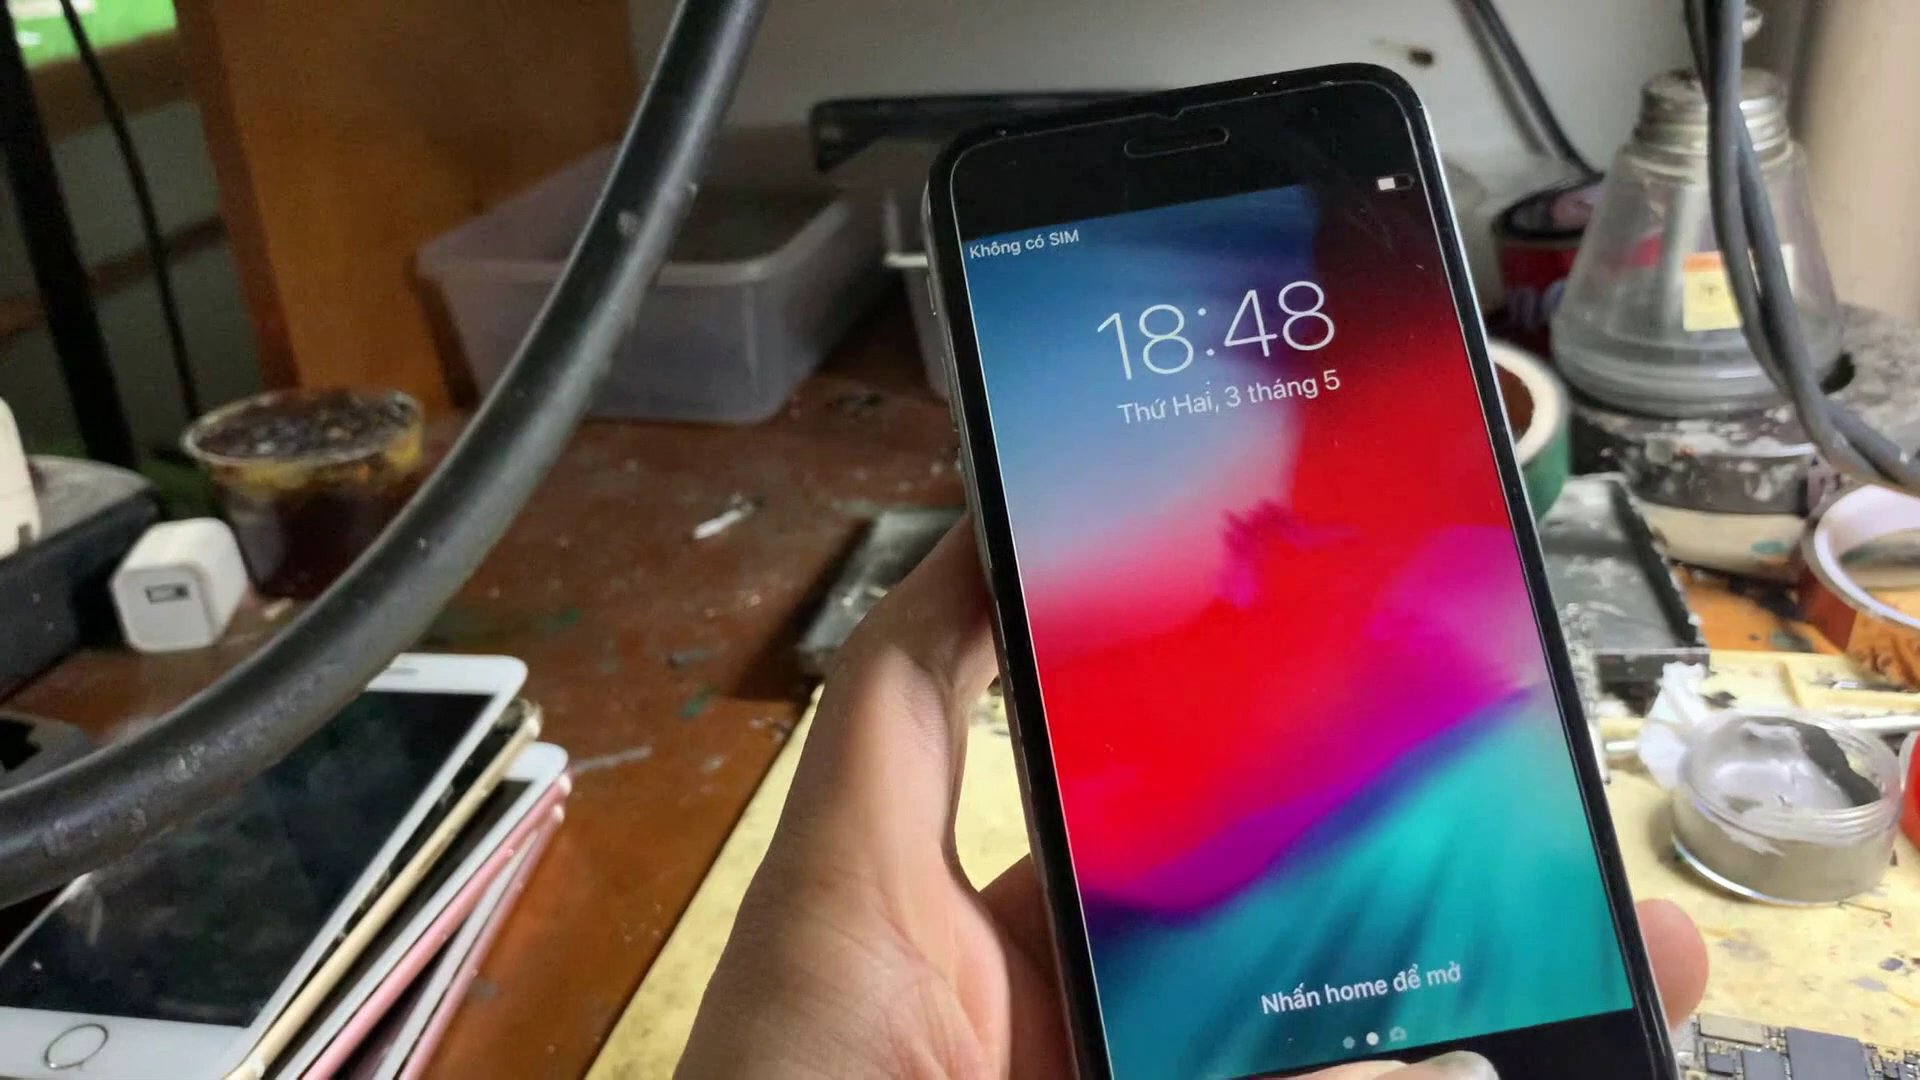 Không có SIM
18:48
Thứ Hai, 3 tháng 5
Nhấn home để mở